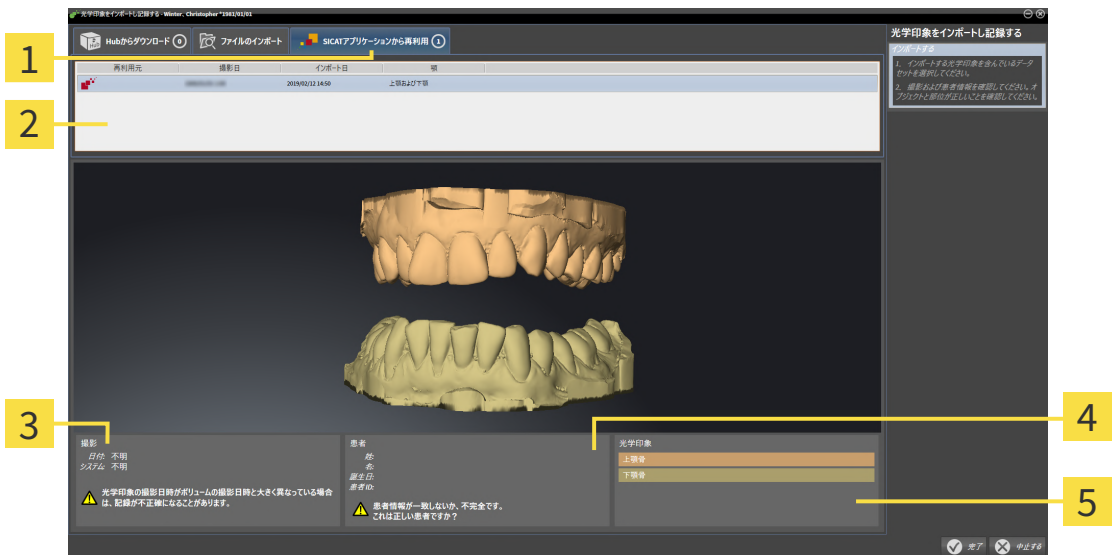 光学印象をインポートし記録する - Winter, Christopher *1981/01/01
光学印象をインポートし記録する
Hub Hubからダウンロード 0 ファイルのインポート SICATアプリケーションから再利用 1
インポートする
1. インポートする光学印象を含んでいるデータ
セットを選択してください。
2. 撮影および患者情報を確認してください。オ
ブジェクトと部位が正しいことを確認してください。
1
再利用元 撮影日 インポート日 顎
2019/02/12 14:50 上顎および下顎
2
3
4
5
撮影
日付: 不明
システム: 不明
光学印象の撮影日時がボリュームの撮影日時と大きく異なっている場合
は、記録が不正確になることがあります。
患者
姓:
名:
誕生日:
患者 ID:
患者情報が一致しないか、不完全です。
これは正しい患者ですか？
光学印象
上顎骨
下顎骨
完了 中止する